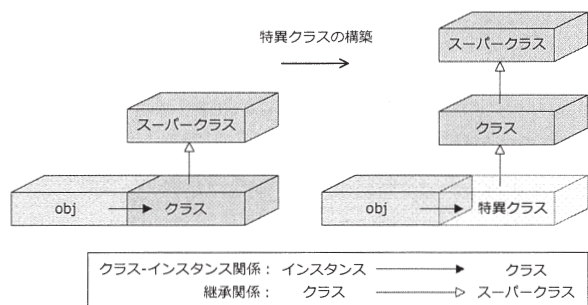 特異クラスの構築
スーパークラス
クラス
スーパークラス
obj
クラス
obj
特異クラス
クラス-インスタンス関係： インスタンス クラス
継承関係： クラス スーパークラス